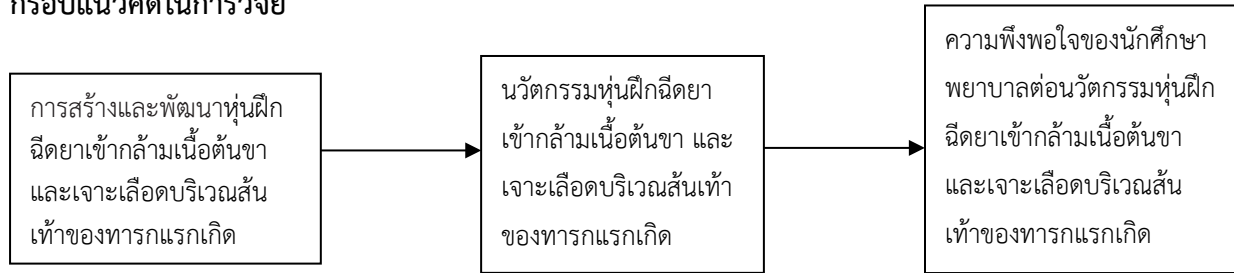 กรอบแนวคิดในการวิจัย
การสร้างและพัฒนาหุ่นฝึก
ฉีดยาเข้ากล้ามเนื้อต้นขา
และเจาะเลือดบริเวณส้น
เท้าของทารกแรกเกิด
นวัตกรรมหุ่นฝึกฉีดยา
เข้ากล้ามเนื้อต้นขา และ
เจาะเลือดบริเวณส้นเท้า
ของทารกแรกเกิด
ความพึงพอใจของนักศึกษา
พยาบาลต่อนวัตกรรมหุ่นฝึก
ฉีดยาเข้ากล้ามเนื้อต้นขา
และเจาะเลือดบริเวณส้น
เท้าของทารกแรกเกิด